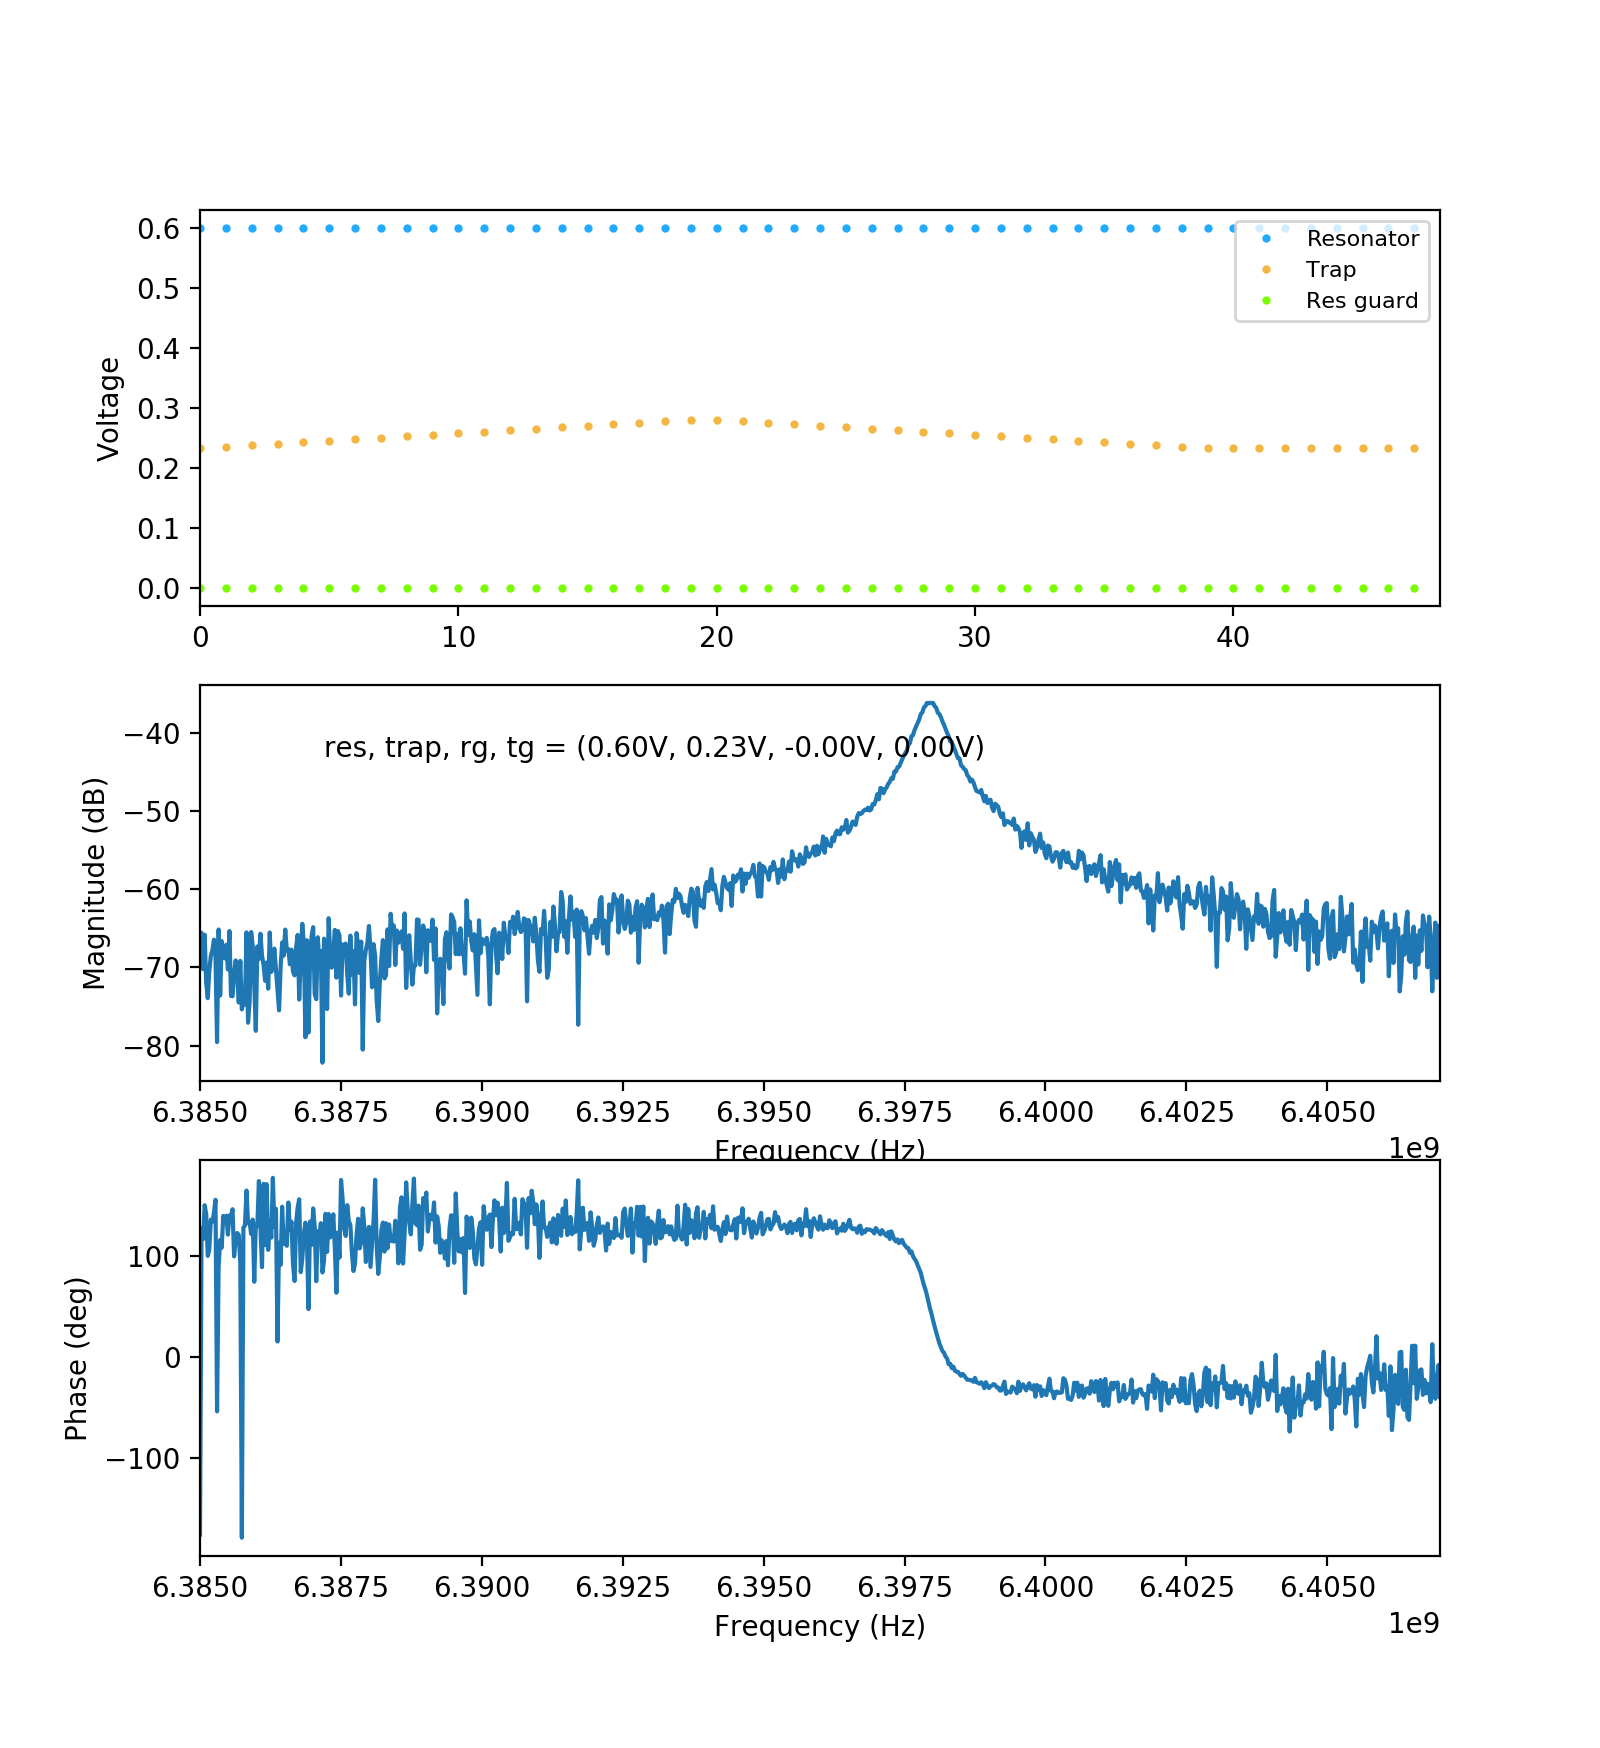 0.6
0.5
0.4
0.3
0.2
0.1
0.0
Voltage
Resonator
Trap
Res guard
0 10 20 30 40
−40
−50
−60
−70
−80
Magnitude (dB)
res, trap, rg, tg = (0.60V, 0.23V, -0.00V, 0.00V)
6.3850 6.3875 6.3900 6.3925 6.3950 6.3975 6.4000 6.4025 6.4050
Frequency (Hz)
1e9
100
0
−100
Phase (deg)
6.3850 6.3875 6.3900 6.3925 6.3950 6.3975 6.4000 6.4025 6.4050
Frequency (Hz)
1e9